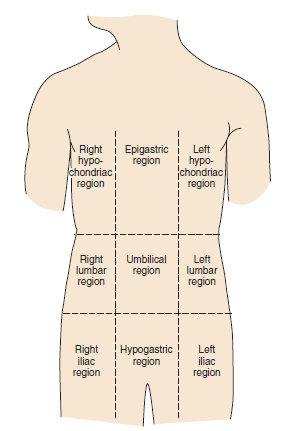 Right
hypo-
chondriac
region
Epigastric
region
Left
hypo-
chondriac
region
Right
lumbar
region
Umbilical
region
Left
lumbar
region
Right
iliac
region
Hypogastric
region
Left
iliac
region